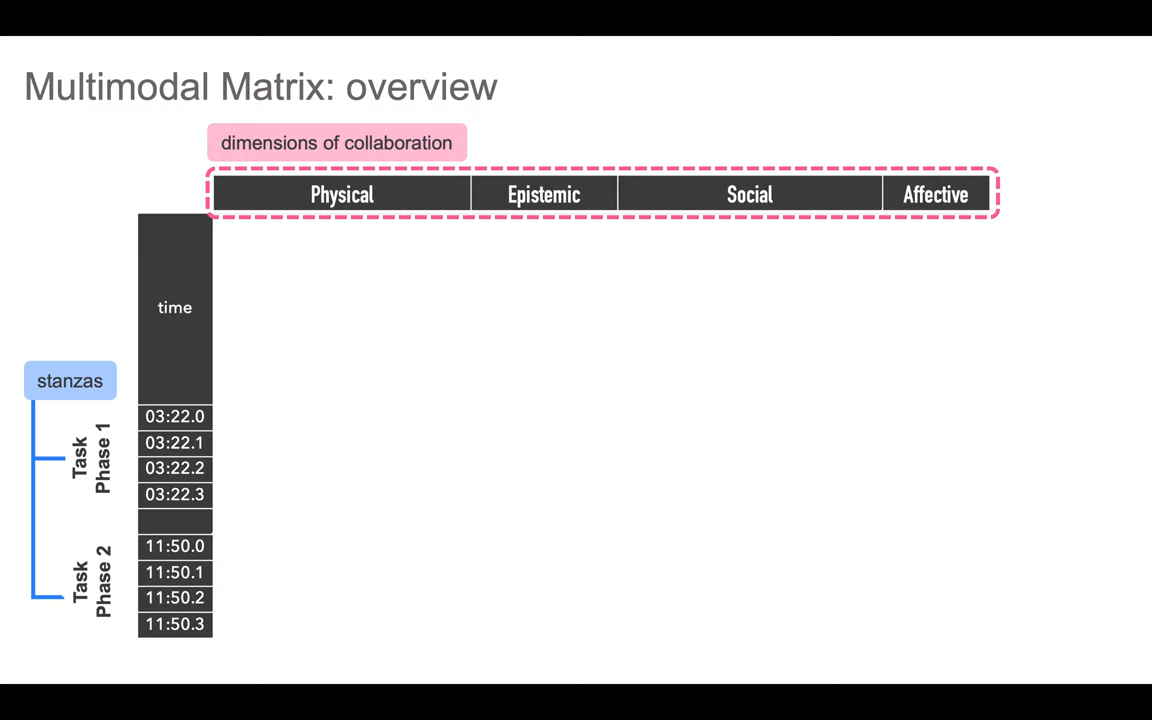 Multimodal Matrix: overview
dimensions of collaboration
Physical Epistemic Social Affective
time
stanzas
Task
Phase 1
03:22.0
03:22.1
03:22.2
03:22.3
Task
Phase 2
11:50.0
11:50.1
11:50.2
11:50.3